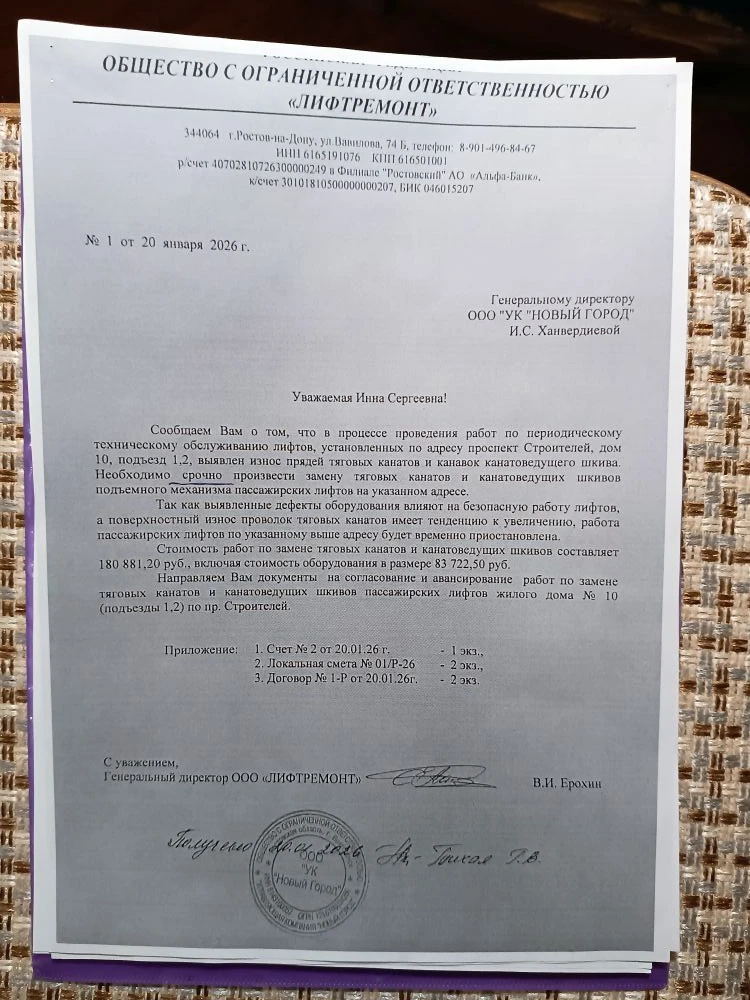 ОБЩЕСТВО С ОГРАНИЧЕННОЙ ОТВЕТСТВЕННОСТЬЮ
«ЛИФТРЕМОНТ»
344064 г.Ростов-на-Дону, ул.Вавилова, 74 Б, телефон: 8-901-496-84-67
ИНН 6165191076 КПП 616501001
р/счет 40702810726300000249 в Филиале "Ростовский" АО «Альфа-Банк».
к/счет 30101810500000000207, БИК 046015207
№ 1 от 20 января 2026 г.
Генеральному директору
ООО "УК "НОВЫЙ ГОРОД"
И.С. Ханвердиевой
Уважаемая Инна Сергеевна!
Сообщаем Вам о том, что в процессе проведения работ по периодическому
техническому обслуживанию лифтов, установленных по адресу проспект Строителей, дом
10, подъезд 1,2, выявлен износ прядей тяговых канатов и канавок канатоведущего шкива.
Необходимо срочно произвести замену тяговых канатов и канатоведущих шкивов
подъемного механизма пассажирских лифтов на указанном адресе.
Так как выявленные дефекты оборудования влияют на безопасную работу лифтов,
а поверхностный износ проволок тяговых канатов имеет тенденцию к увеличению, работа
пассажирских лифтов по указанному выше адресу будет временно приостановлена.
Стоимость работ по замене тяговых канатов и канатоведущих шкивов составляет
180 881,20 руб., включая стоимость оборудования в размере 83 722,50 руб.
Направляем Вам документы на согласование и авансирование работ по замене
тяговых канатов и канатоведущих шкивов пассажирских лифтов жилого дома № 10
(подъезды 1,2) по пр. Строителей.
Приложение: 1. Счет № 2 от 20.01.26 г. - 1 экз.,
2. Локальная смета № 01/Р-26 - 2 экз.,
3. Договор № 1-Р от 20.01.26г. - 2 экз.
С уважением,
Генеральный директор ООО «ЛИФТРЕМОНТ» В.И. Ерохин
Получено 20.01.2026
ООО
"УК
"Новый Город"